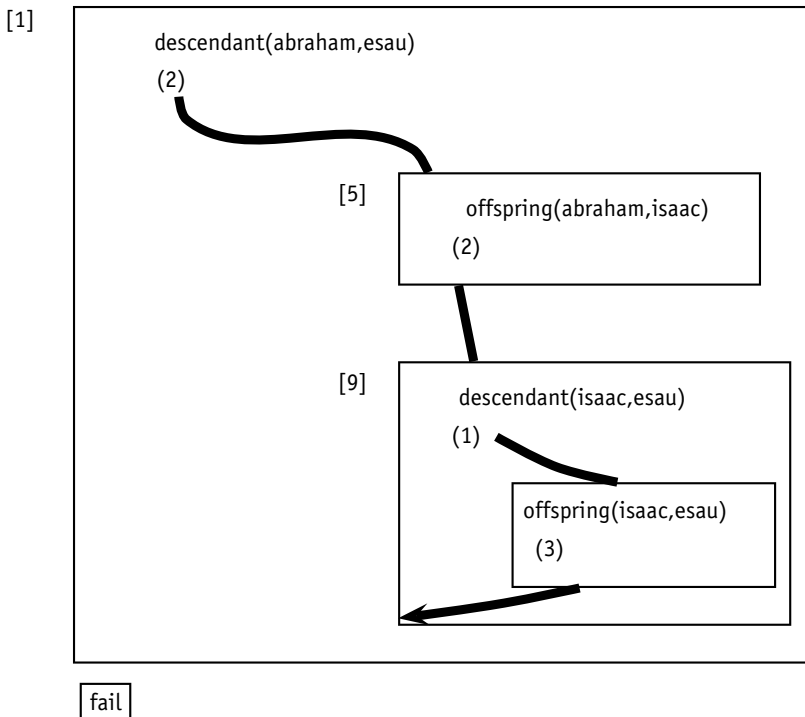 [1]
descendant(abraham,esau)
(2)
[5]
offspring(abraham,isaac)
(2)
[9]
descendant(isaac,esau)
(1)
offspring(isaac,esau)
(3)
fail